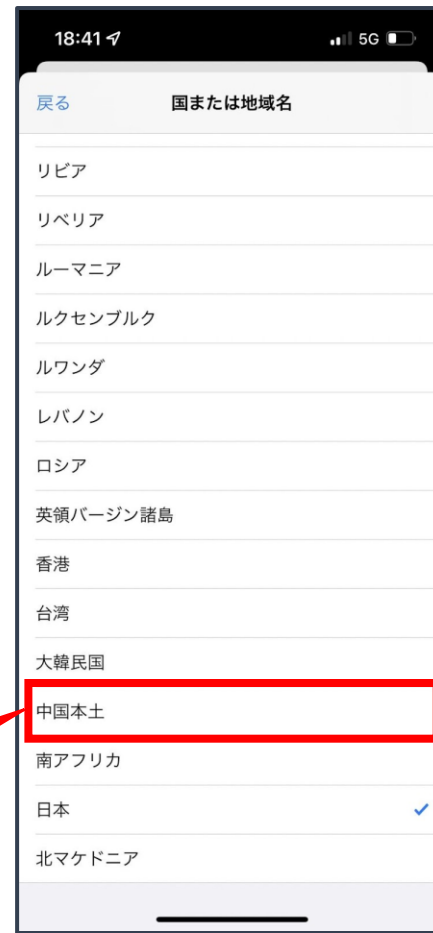 18:41 5G
戻る 国または地域名
リビア
リベリア
ルーマニア
ルクセンブルク
ルワンダ
レバノン
ロシア
英領バージン諸島
香港
台湾
大韓民国
中国本土
南アフリカ
日本
北マケドニア